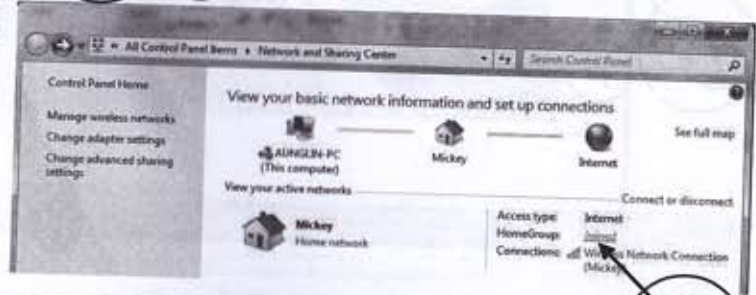 All Control Panel Items ▸ Network and Sharing Center
Search Control Panel
Control Panel Home
Manage wireless networks
Change adapter settings
Change advanced sharing
settings
View your basic network information and set up connections
See full map
AUNGLIN-PC
(This computer)
Mickey
Internet
View your active networks
Connect or disconnect
Mickey
Home network
Access type: Internet
HomeGroup: Joined
Connections: Wireless Network Connection
(Mickey)